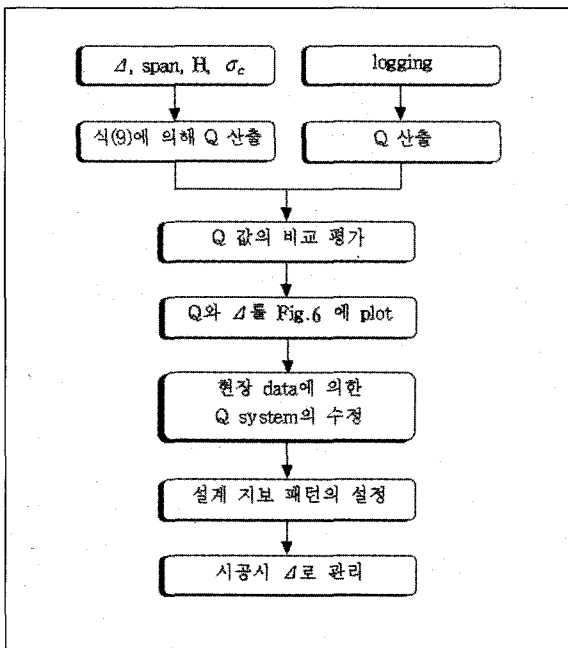 Δ, span, H, σc
logging
식(9)에 의해 Q 산출
Q 산출
Q 값의 비교 평가
Q와 Δ를 Fig.6 에 plot
현장 data에 의한
Q system의 수정
설계 지보 패턴의 설정
시공시 Δ로 관리